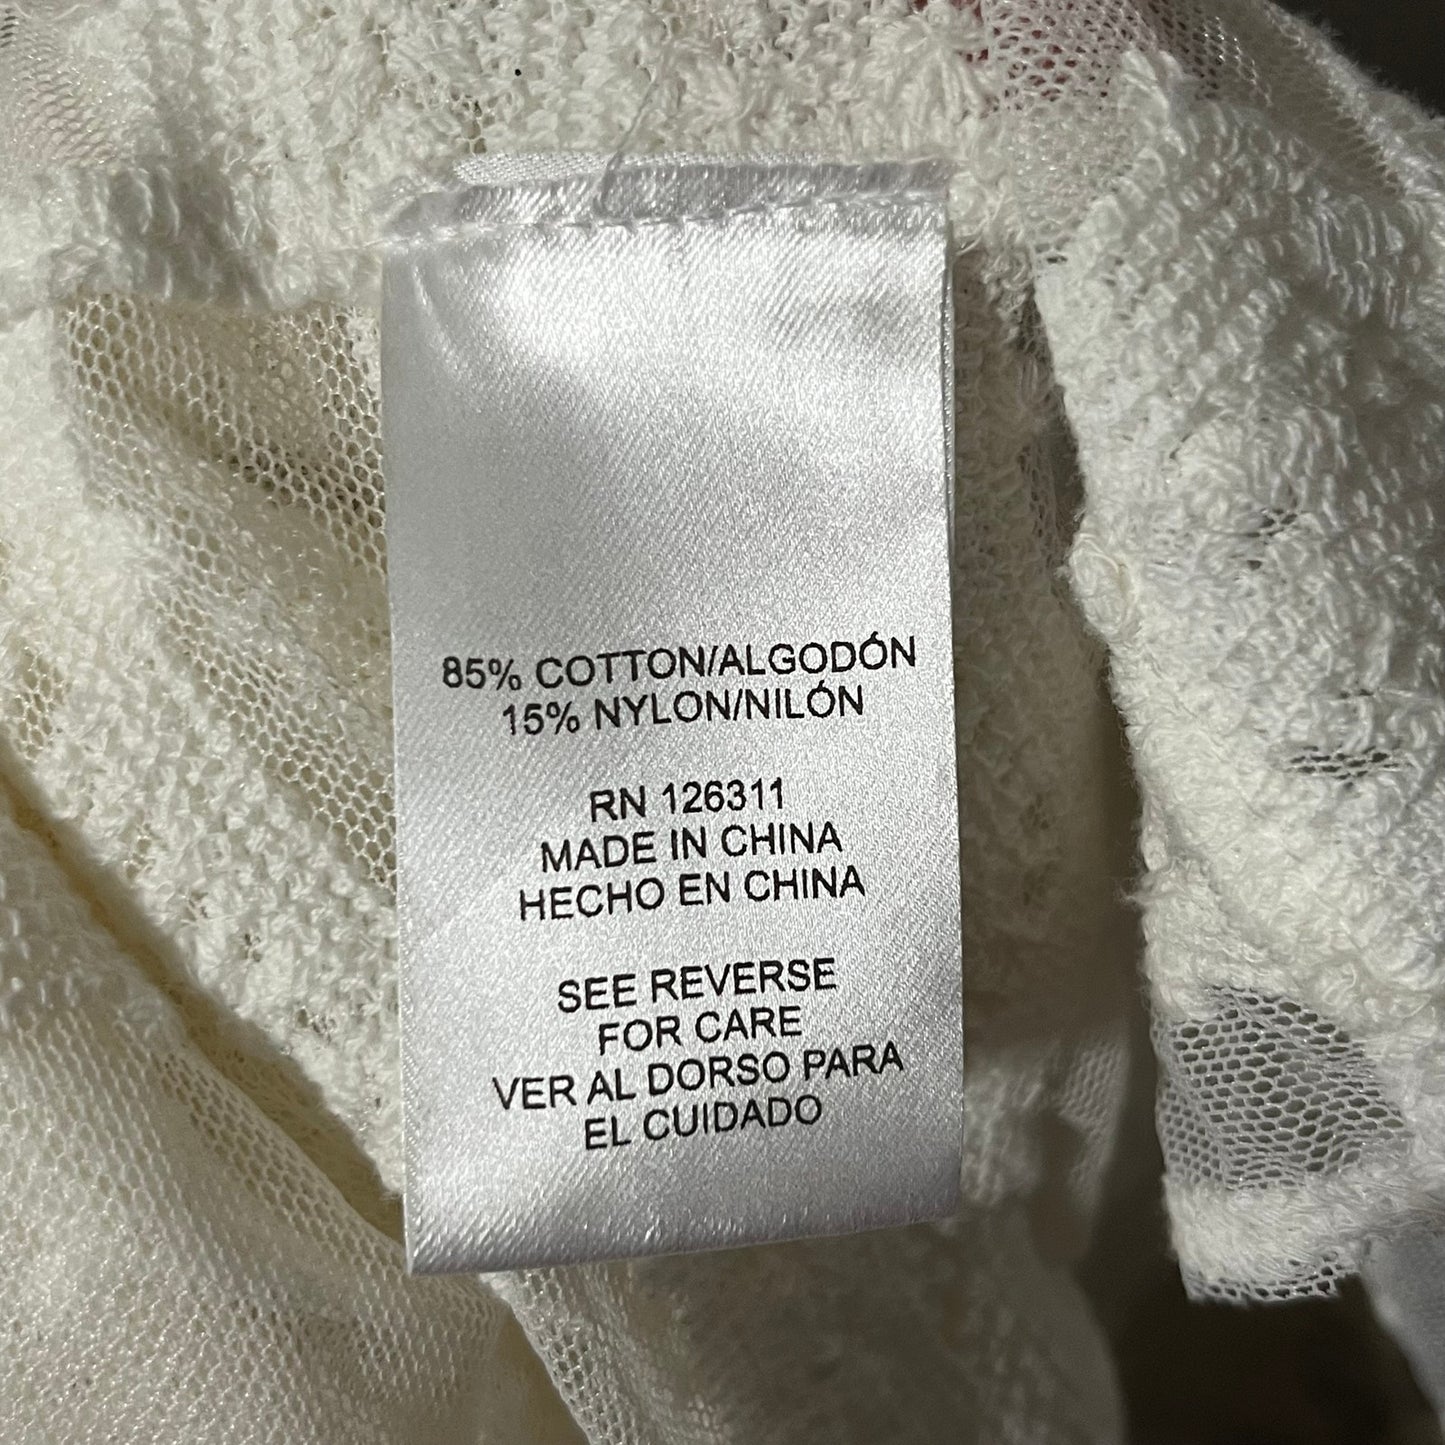 85% COTTON/ALGODÓN
15% NYLON/NILÓN
RN 126311
MADE IN CHINA
HECHO EN CHINA
SEE REVERSE
FOR CARE
VER AL DORSO PARA
EL CUIDADO